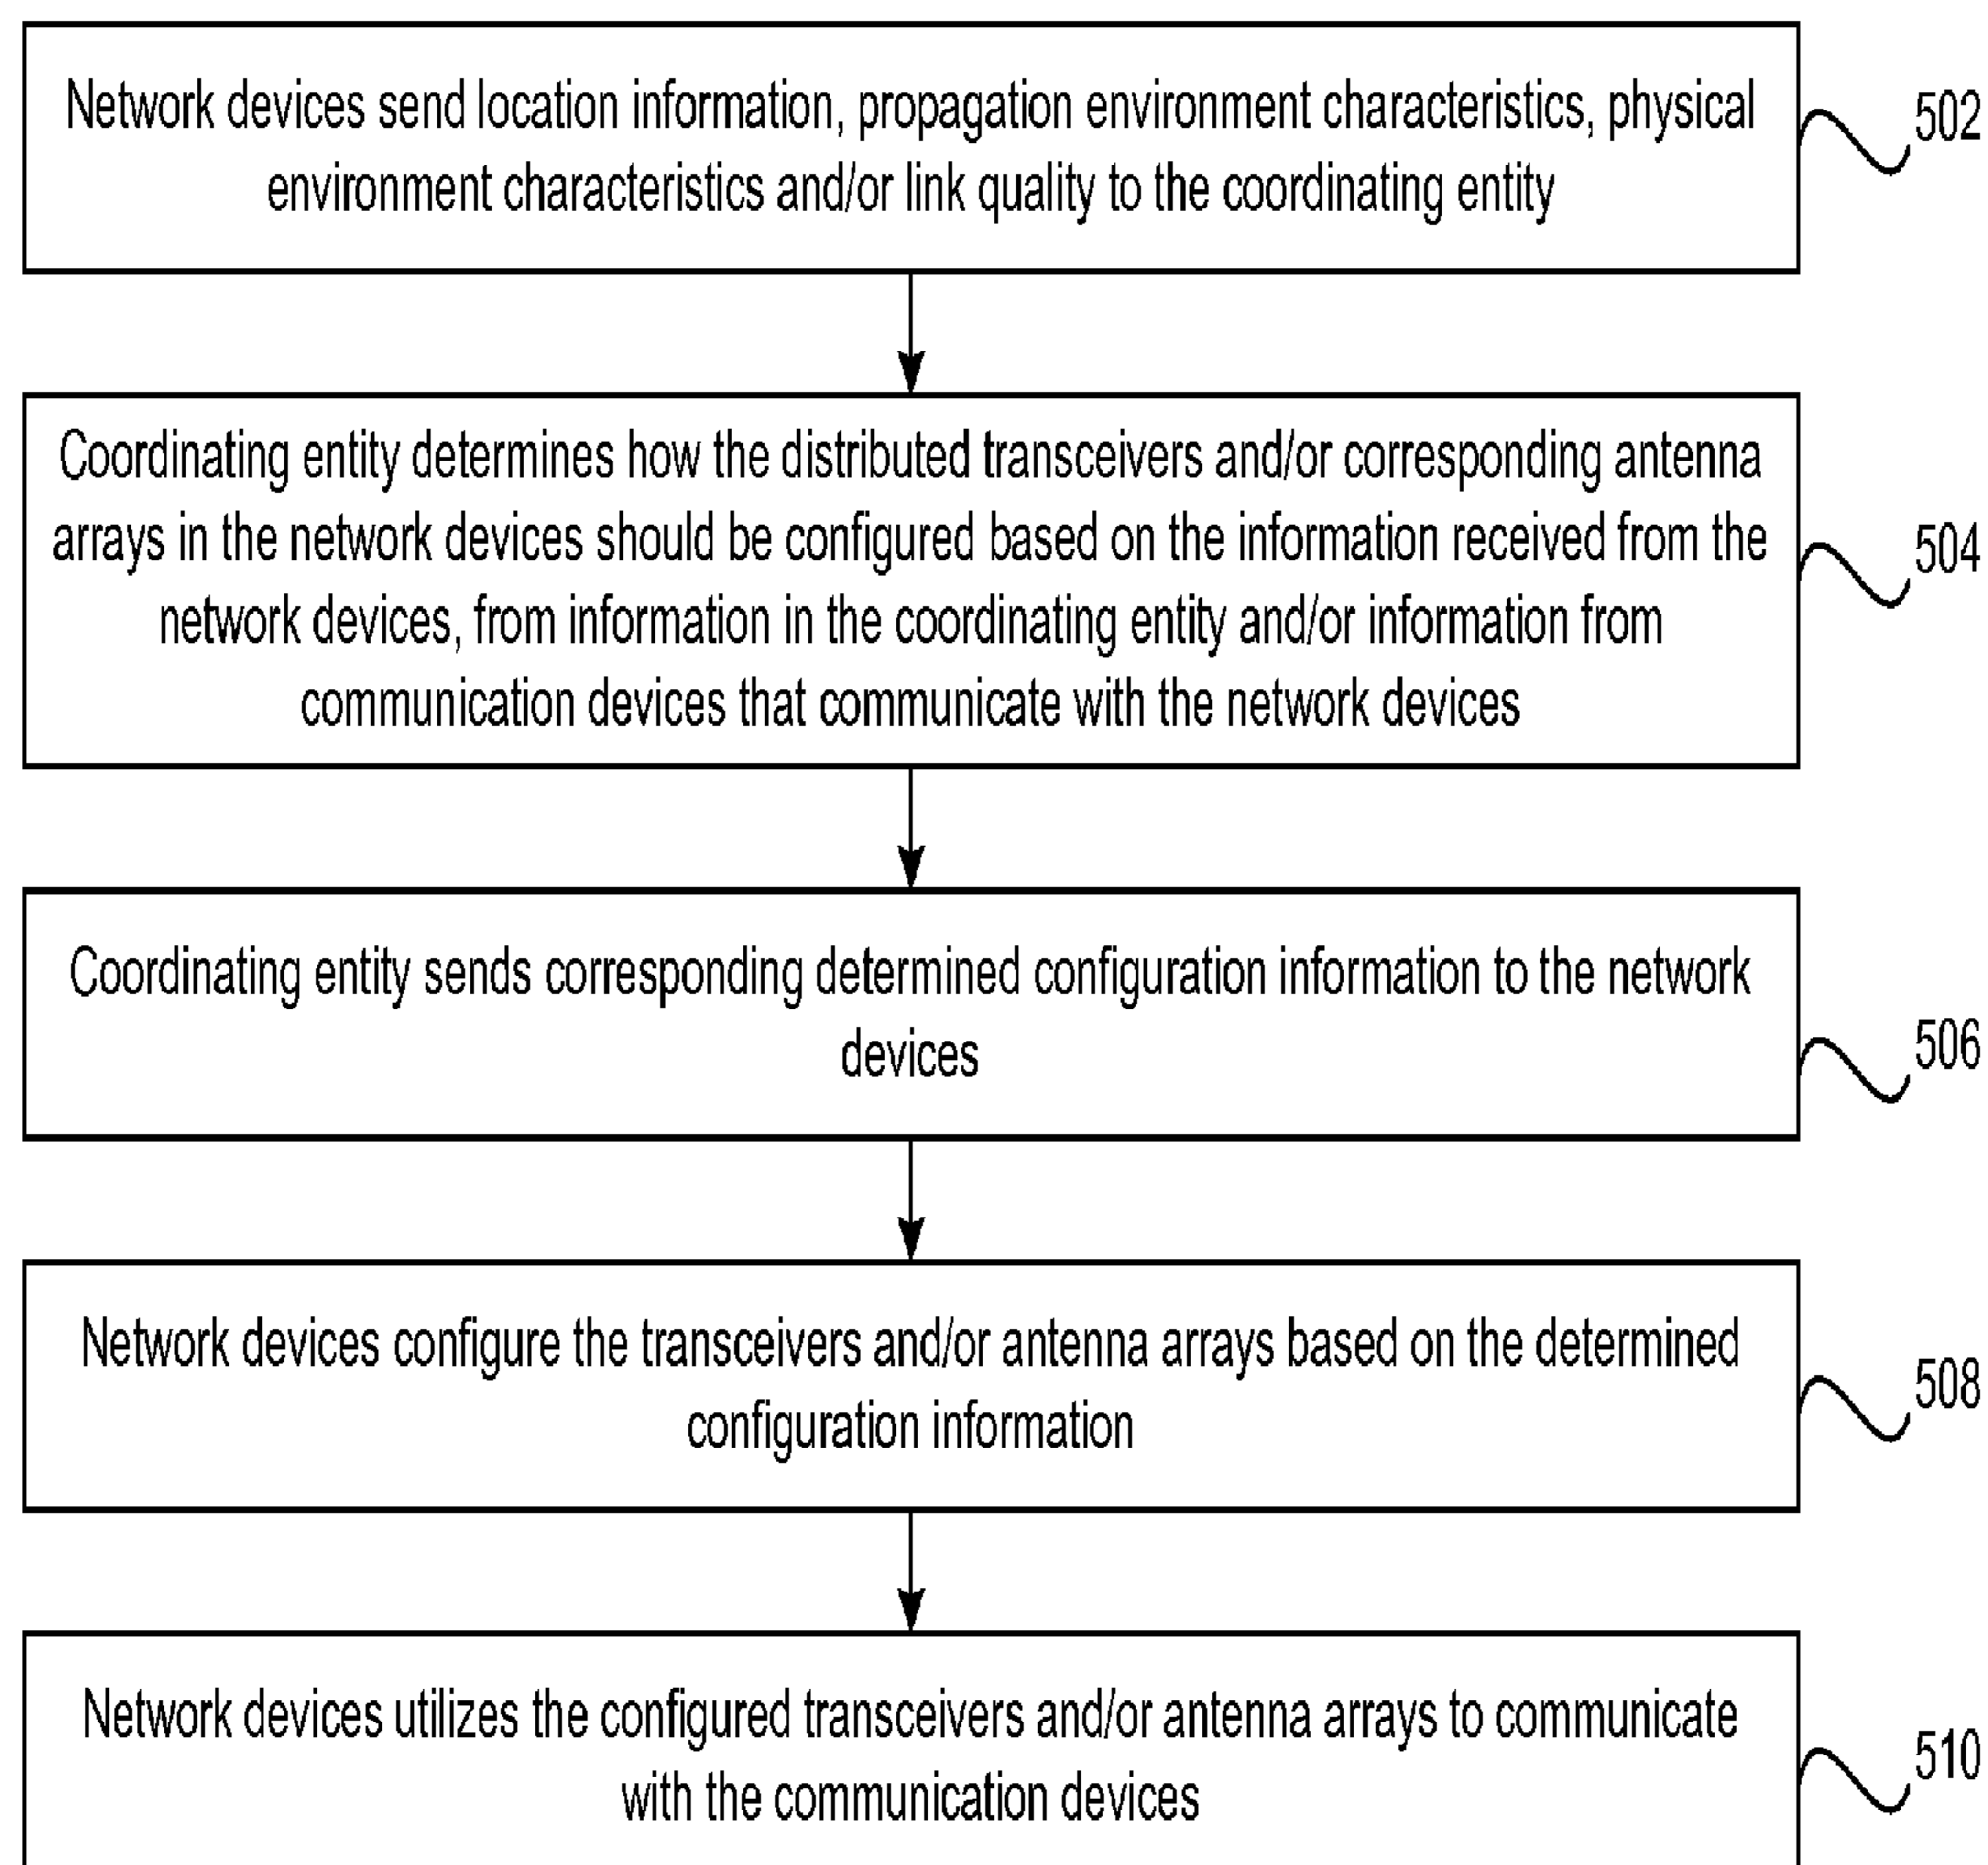 Network devices send location information, propagation environment characteristics, physical
environment characteristics and/or link quality to the coordinating entity
502
Coordinating entity determines how the distributed transceivers and/or corresponding antenna
arrays in the network devices should be configured based on the information received from the
network devices, from information in the coordinating entity and/or information from
communication devices that communicate with the network devices
504
Coordinating entity sends corresponding determined configuration information to the network
devices
506
Network devices configure the transceivers and/or antenna arrays based on the determined
configuration information
508
Network devices utilizes the configured transceivers and/or antenna arrays to communicate
with the communication devices
510